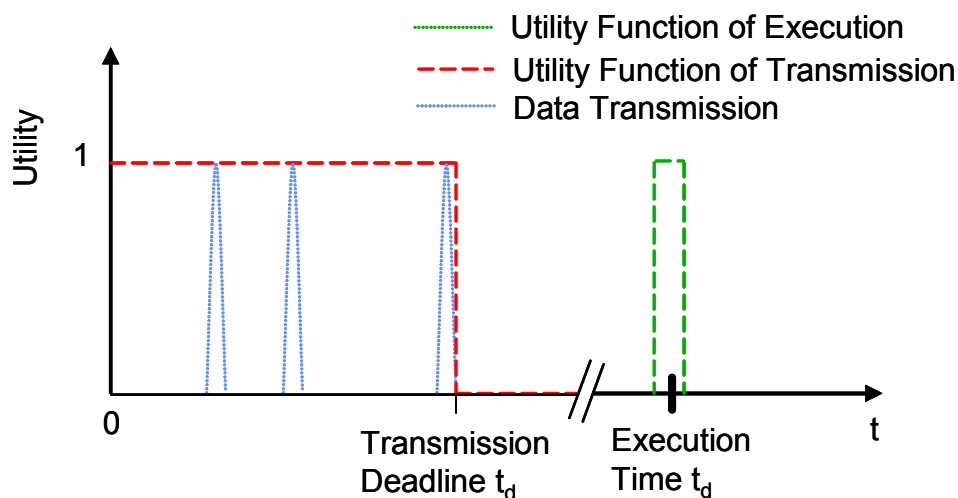 Utility Function of Execution
Utility Function of Transmission
Data Transmission
Utility
1
0
t
Transmission
Deadline t_d
Execution
Time t_d